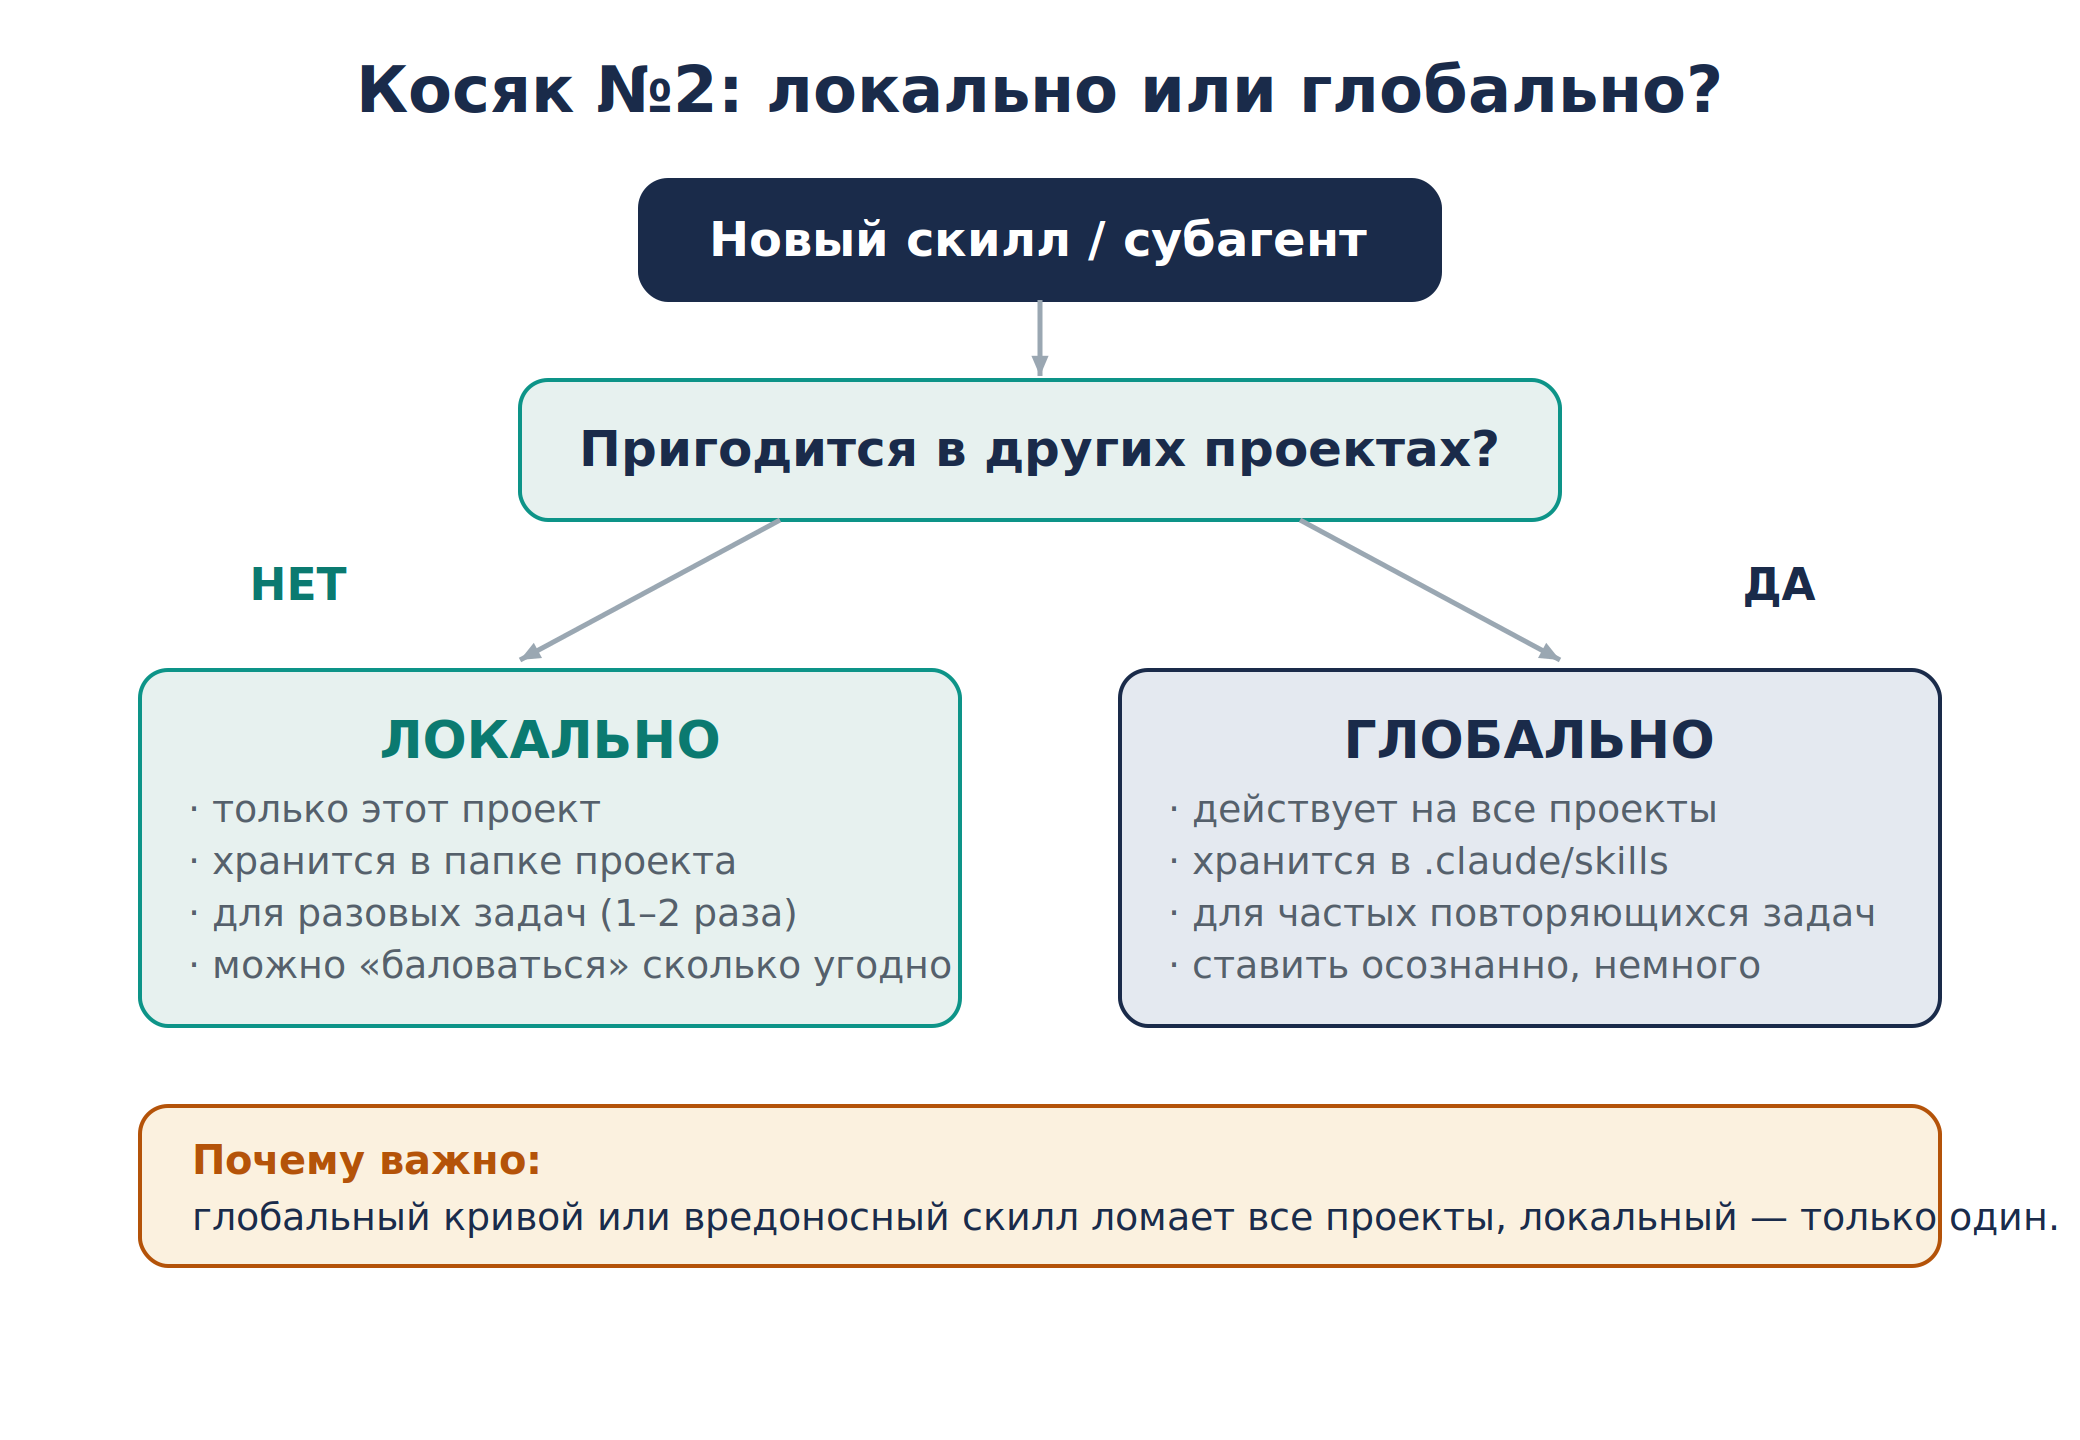 Косяк №2: локально или глобально?
Новый скилл / субагент
Пригодится в других проектах?
НЕТ
ДА
ЛОКАЛЬНО
· только этот проект
· хранится в папке проекта
· для разовых задач (1–2 раза)
· можно «баловаться» сколько угодно
ГЛОБАЛЬНО
· действует на все проекты
· хранится в .claude/skills
· для частых повторяющихся задач
· ставить осознанно, немного
Почему важно:
глобальный кривой или вредоносный скилл ломает все проекты, локальный — только один.